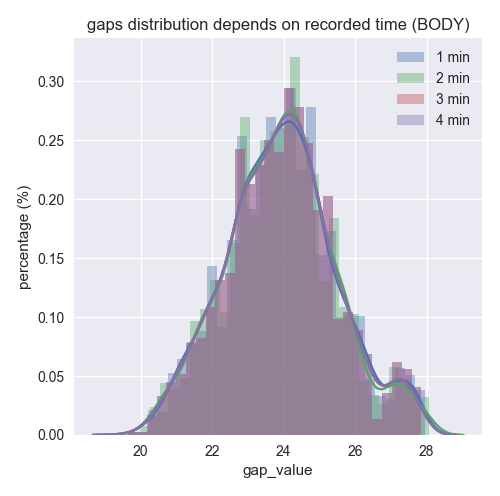 gaps distribution depends on recorded time (BODY)
1 min
2 min
3 min
4 min
0.30
0.25
0.20
0.15
0.10
0.05
0.00
percentage (%)
20 22 24 26 28
gap_value